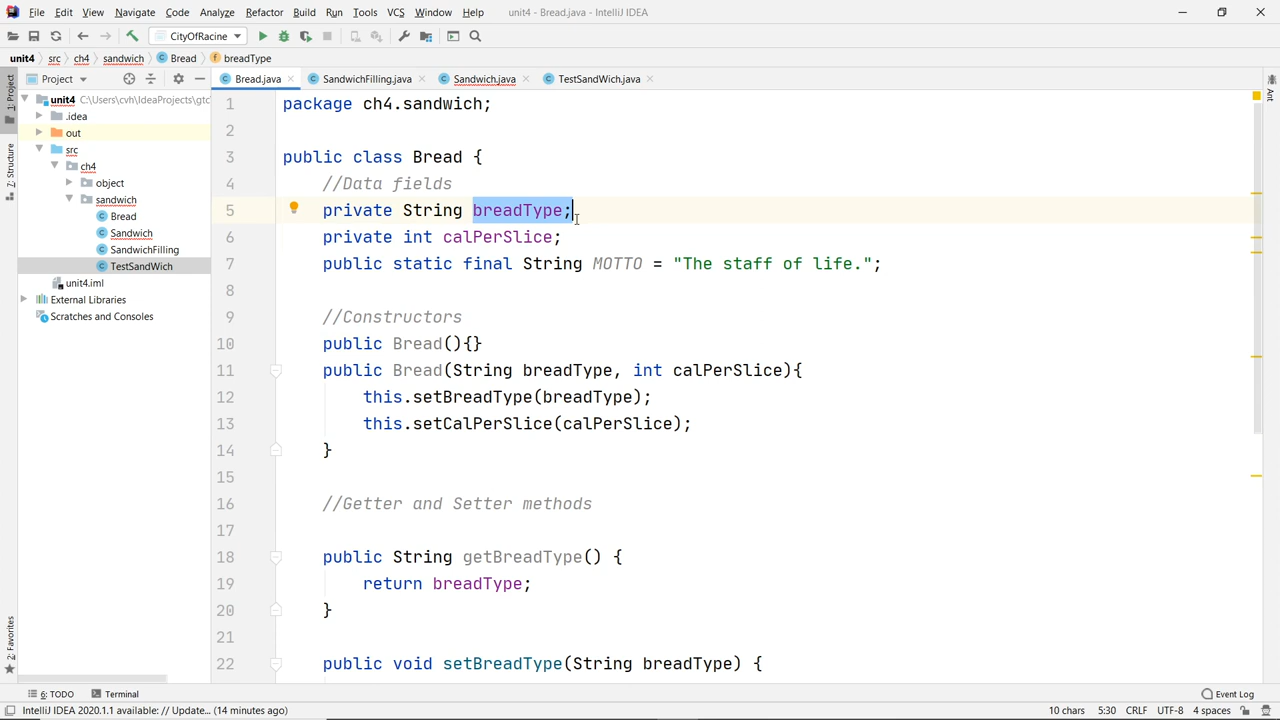 File Edit View Navigate Code Analyze Refactor Build Run Tools VCS Window Help unit4 - Bread.java - IntelliJ IDEA
CityOfRacine
unit4 src ch4 sandwich Bread breadType
Project Bread.java SandwichFilling.java Sandwich.java TestSandWich.java
1: Project
7: Structure
2: Favorites
Ant
unit4 C:\Users\cvh\IdeaProjects\gtc
.idea
out
src
ch4
object
sandwich
Bread
Sandwich
SandwichFilling
TestSandWich
unit4.iml
External Libraries
Scratches and Consoles
1 package ch4.sandwich;
2
3 public class Bread {
4 //Data fields
5 private String breadType;
6 private int calPerSlice;
7 public static final String MOTTO = "The staff of life.";
8
9 //Constructors
10 public Bread(){}
11 public Bread(String breadType, int calPerSlice){
12 this.setBreadType(breadType);
13 this.setCalPerSlice(calPerSlice);
14 }
15
16 //Getter and Setter methods
17
18 public String getBreadType() {
19 return breadType;
20 }
21
22 public void setBreadType(String breadType) {
6: TODO Terminal Event Log
IntelliJ IDEA 2020.1.1 available: // Update... (14 minutes ago) 10 chars 5:30 CRLF UTF-8 4 spaces